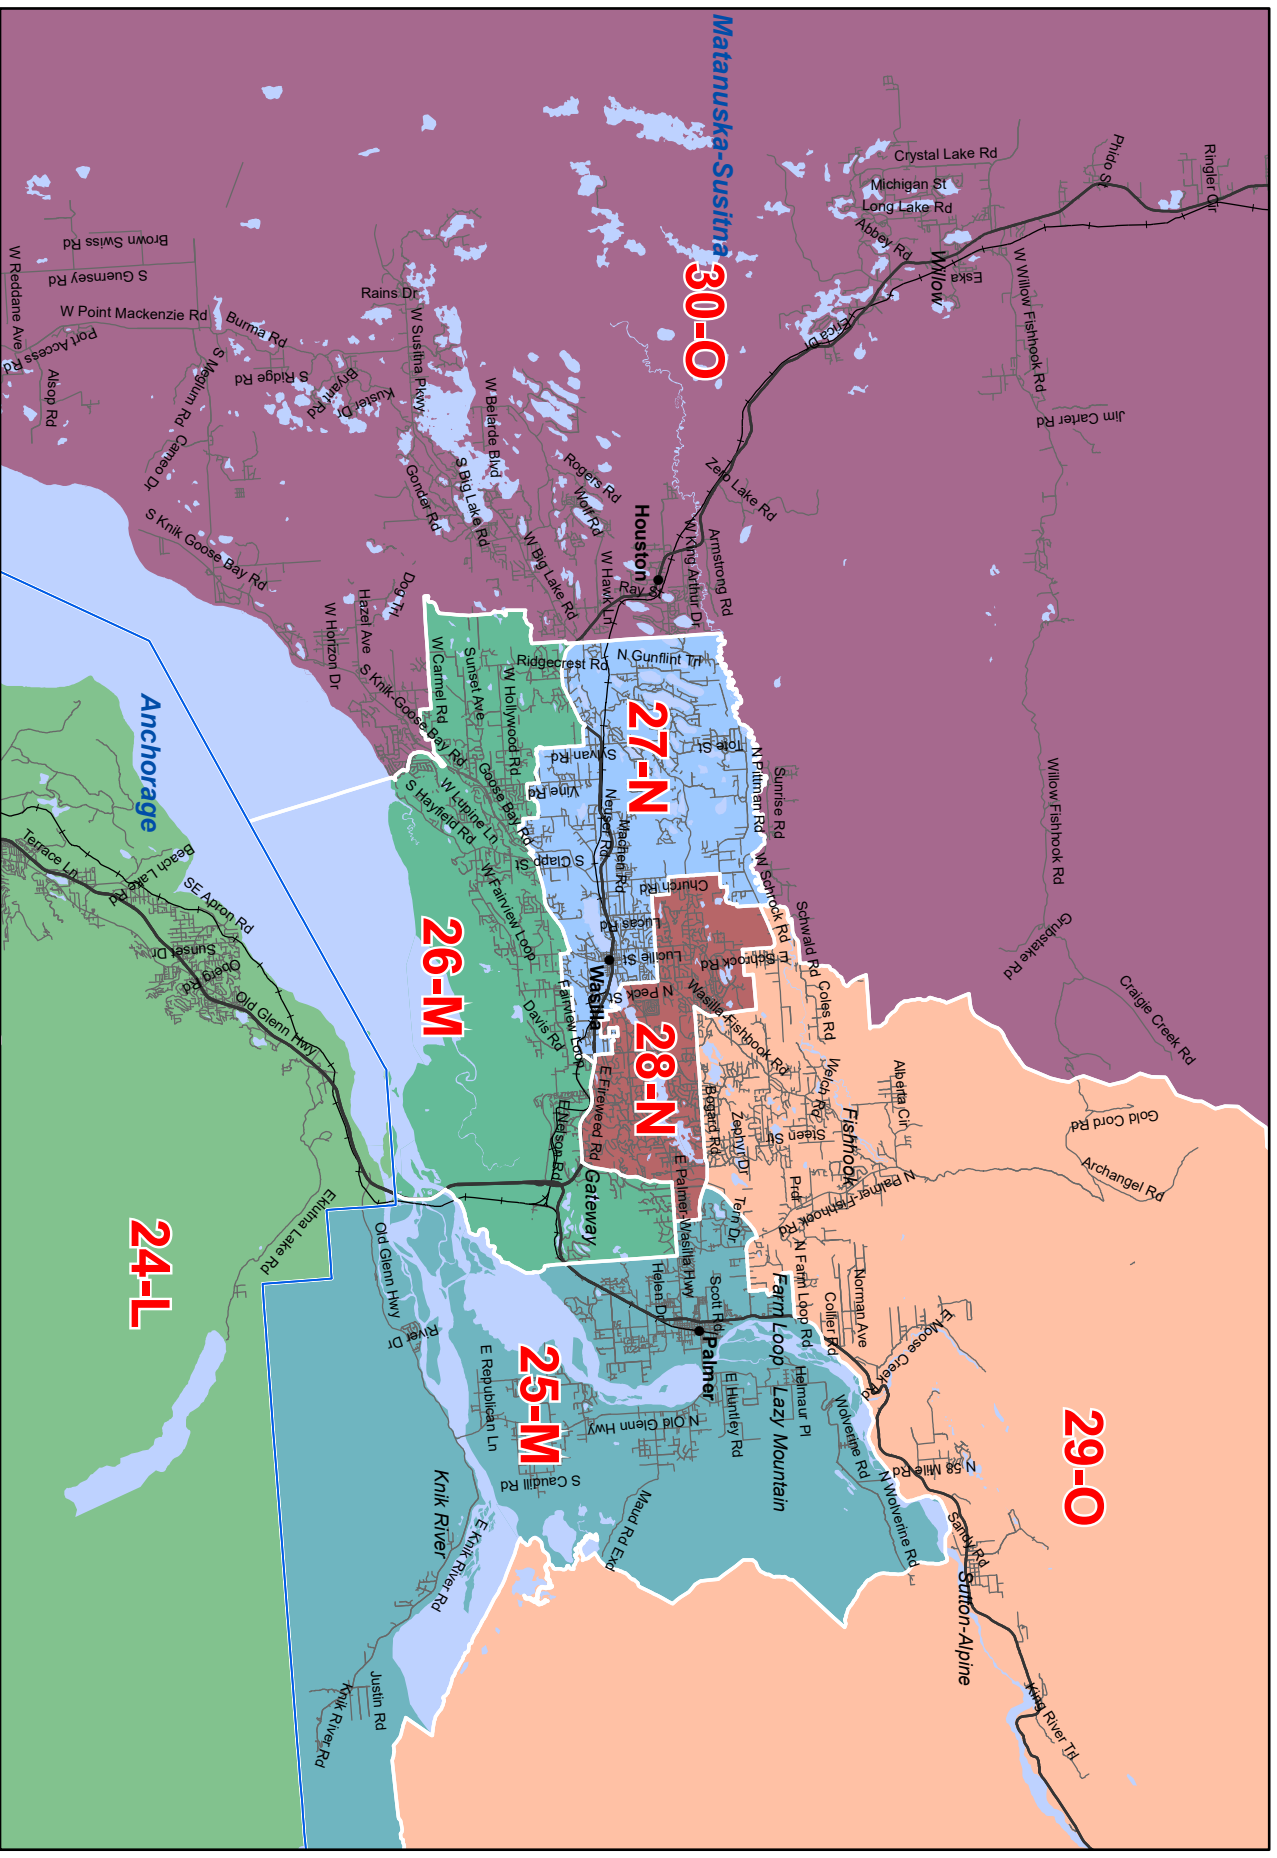 Ringler Cir
Phido St
Crystal Lake Rd
Michigan St
Long Lake Rd
Abbey Rd
Willow
Eska
W Willow Fishhook Rd
Erica Dr
Jim Carter Rd
Matanuska-Susitna
30-O
Zero Lake Rd
Brown Swiss Rd
S Guernsey Rd
W Reddane Ave
W Point Mackenzie Rd
Port Access Rd
Alsop Rd
Burma Rd
S Ridge Rd
S Megium Rd
Cameo Dr
Bryant Rd
Kuster Dr
Rains Dr
W Susitna Pkwy
W Belarde Blvd
S Big Lake Rd
Gonder Rd
Rogers Rd
Wolf Rd
W Big Lake Rd
W Hawk Ln
Houston
Ray St
W King Arthur Dr
Armstrong Rd
S Knik Goose Bay Rd
Dog Trl
Hazel Ave
W Horizon Dr
S Knik-Goose Bay Rd
W Carmel Rd
Sunset Ave
W Hollywood Rd
Ridgecrest Rd
N Gunflint Trl
27-N
Tote St
N Pittman Rd
Sunrise Rd
Sylvan Rd
Vine Rd
Neuser Rd
Machen Rd
S Clapp St
Goose Bay Rd
W Lupine Ln
S Hayfield Rd
W Fairview Loop
Church Rd
Lucas Rd
Lucille St
W Schrock Rd
Schwald Rd
E Schrock Rd
Coles Rd
Willow Fishhook Rd
Grubstake Rd
Craigie Creek Rd
Wasilla
N Peck St
Wasilla-Fishhook Rd
28-N
26-M
Davis Rd
Fairview Loop
E Fireweed Rd
E Nelson Rd
Bogard Rd
Zephyr Dr
Steen St
Welch Rd
Fishhook
Alberta Cir
Gold Cord Rd
Archangel Rd
N Palmer-Fishhook Rd
Tern Dr
E Palmer-Wasilla Hwy
Gateway
N Farm Loop Rd
Norman Ave
Collier Rd
Farm Loop
E Moose Creek Rd
Scott Rd
Helen Dr
Palmer
Helmaur Pl
E Huntley Rd
Lazy Mountain
Wolverine Rd
N Wolverine Rd
N 58 Mile Rd
29-O
Sandy Rd
Sutton-Alpine
King River Trl
25-M
N Old Glenn Hwy
S Caudill Rd
Maud Rd Exd
E Republican Ln
Knik River
E Knik River Rd
Justin Rd
Knik River Rd
River Dr
Old Glenn Hwy
Eklutna Lake Rd
24-L
Anchorage
Terrace Ln
Beach Lake Rd
SE Apron Rd
Sunset Dr
Oberg Rd
Old Glenn Hwy